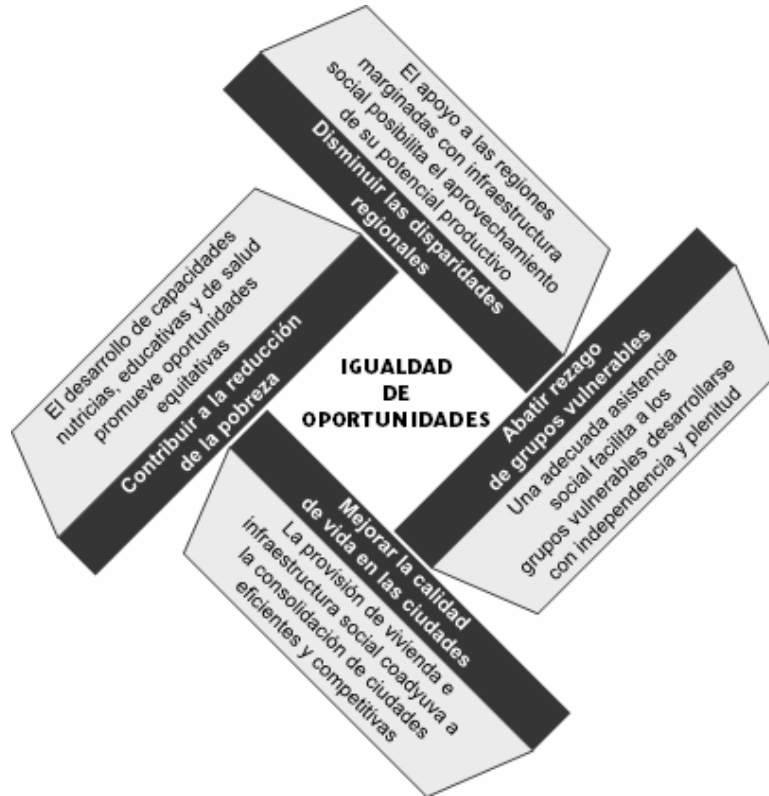 El apoyo a las regiones
marginadas con infraestructura
social posibilita el aprovechamiento
de su potencial productivo
Disminuir las disparidades
regionales
El desarrollo de capacidades
nutricias, educativas y de salud
promueve oportunidades
equitativas
Contribuir a la reducción
de la pobreza
IGUALDAD
DE
OPORTUNIDADES
Abatir rezago
de grupos vulnerables
Una adecuada asistencia
social facilita a los
grupos vulnerables desarrollarse
con independencia y plenitud
Mejorar la calidad
de vida en las ciudades
La provisión de vivienda e
infraestructura social coadyuva a
la consolidación de ciudades
eficientes y competitivas